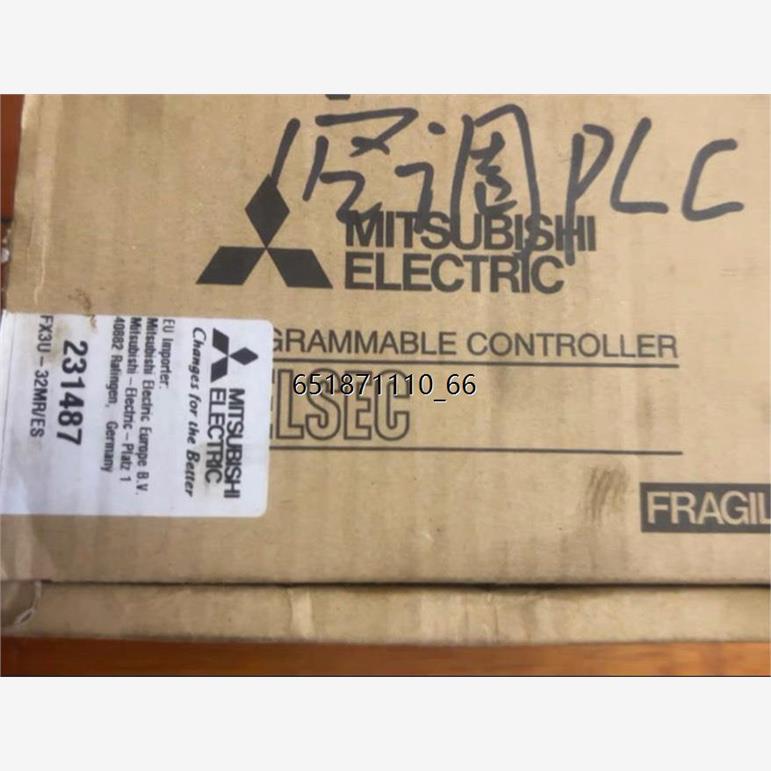 空调PLC
MITSUBISHI
ELECTRIC
GRAMMABLE CONTROLLER
ELSEC
651871110_66
FRAGIL
MITSUBISHI
ELECTRIC
Changes for the Better
EU Importer:
Mitsubishi Electric Europe B.V.
Mitsubishi-Electric-Platz 1
40882 Ratingen, Germany
231487
FX3U-32MR/ES